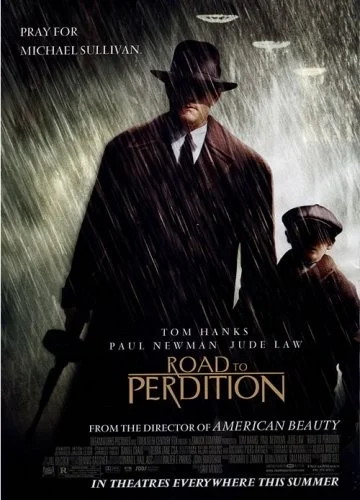 PRAY FOR
MICHAEL SULLIVAN.
TOM HANKS
PAUL NEWMAN JUDE LAW
ROAD TO
PERDITION
FROM THE DIRECTOR OF AMERICAN BEAUTY
IN THEATRES EVERYWHERE THIS SUMMER